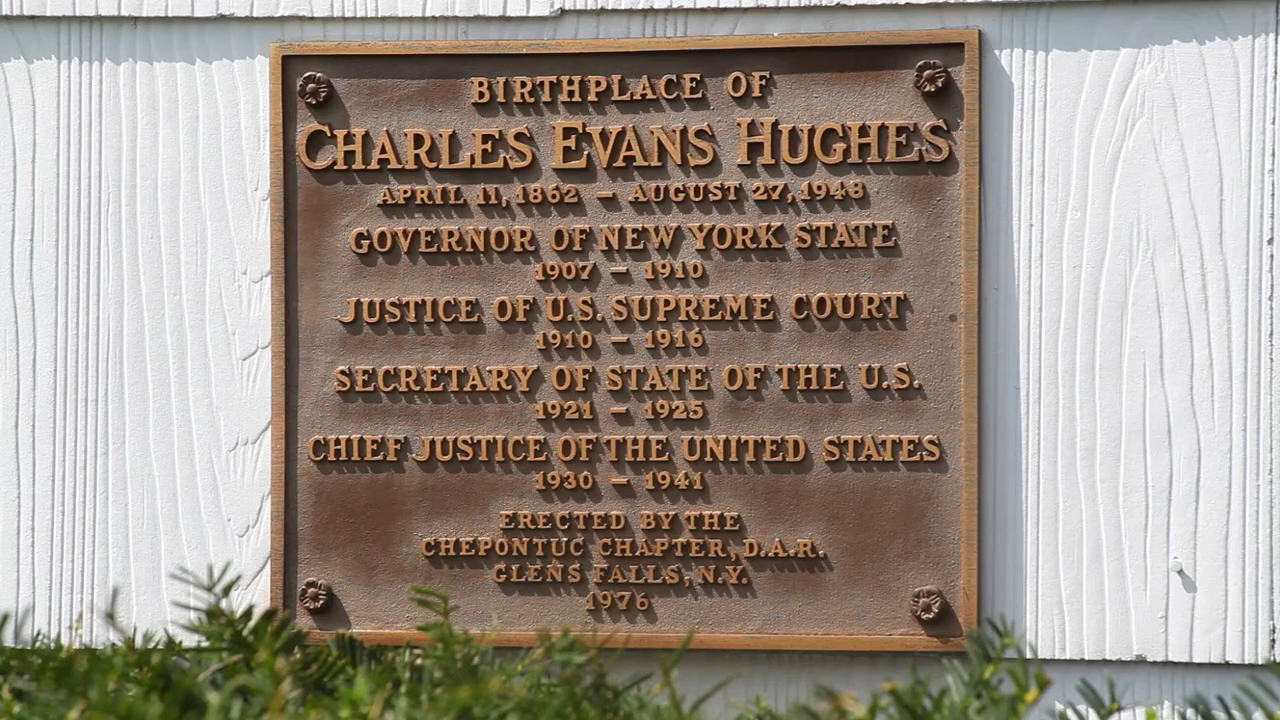 BIRTHPLACE OF
CHARLES EVANS HUGHES
APRIL 11, 1862 – AUGUST 27, 1948
GOVERNOR OF NEW YORK STATE
1907 – 1910
JUSTICE OF U.S. SUPREME COURT
1910 – 1916
SECRETARY OF STATE OF THE U.S.
1921 – 1925
CHIEF JUSTICE OF THE UNITED STATES
1930 – 1941
ERECTED BY THE
CHEPONTUC CHAPTER, D.A.R.
GLENS FALLS, N.Y.
1976